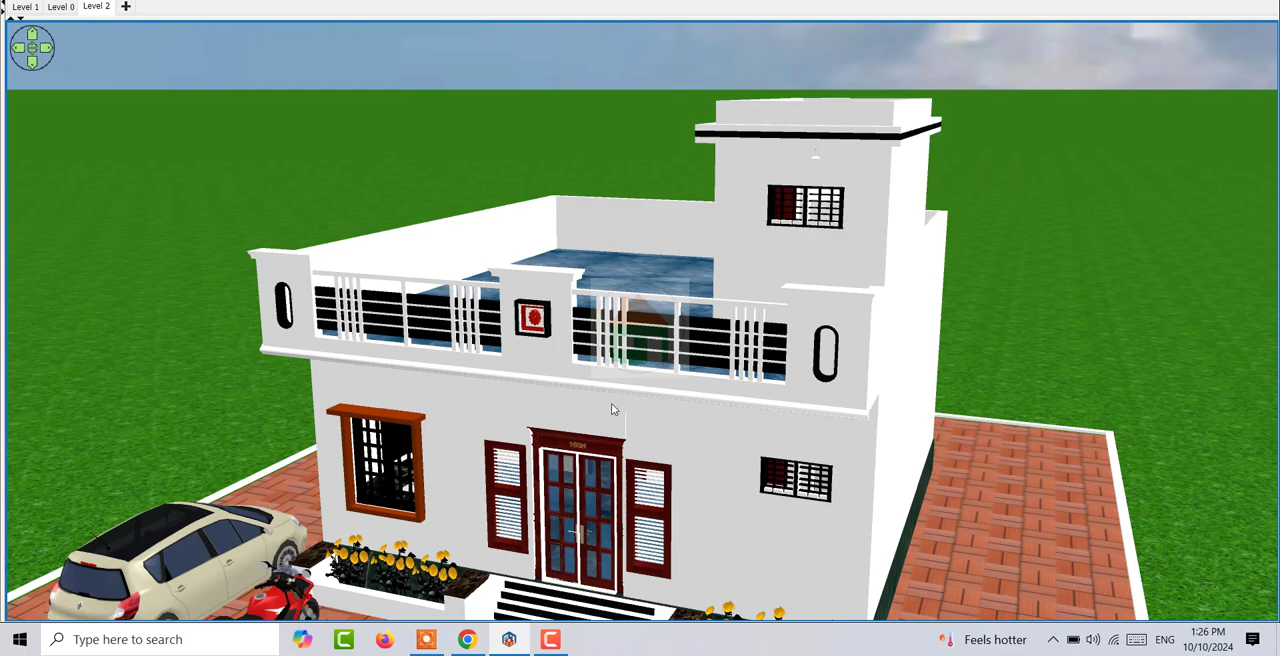 Level 1 Level 0 Level 2
Type here to search
Feels hotter
ENG
1:26 PM
10/10/2024